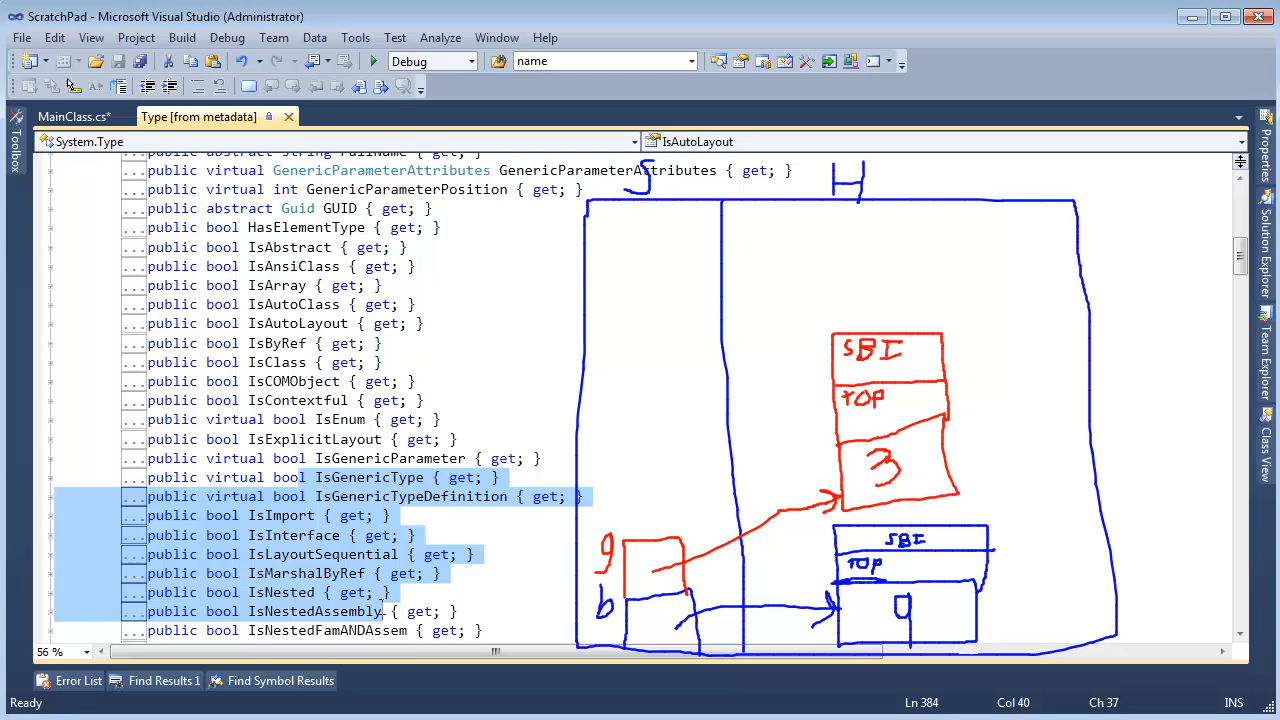 ScratchPad - Microsoft Visual Studio (Administrator)
File Edit View Project Build Debug Team Data Tools Test Analyze Window Help
Debug name
MainClass.cs* Type [from metadata]
System.Type IsAutoLayout
...public abstract string FullName { get; }
...public virtual GenericParameterAttributes GenericParameterAttributes { get; }
...public virtual int GenericParameterPosition { get; }
...public abstract Guid GUID { get; }
...public bool HasElementType { get; }
...public bool IsAbstract { get; }
...public bool IsAnsiClass { get; }
...public bool IsArray { get; }
...public bool IsAutoClass { get; }
...public bool IsAutoLayout { get; }
...public bool IsByRef { get; }
...public bool IsClass { get; }
...public bool IsCOMObject { get; }
...public bool IsContextful { get; }
...public virtual bool IsEnum { get; }
...public bool IsExplicitLayout { get; }
...public virtual bool IsGenericParameter { get; }
...public virtual bool IsGenericType { get; }
...public virtual bool IsGenericTypeDefinition { get; }
...public bool IsImport { get; }
...public bool IsInterface { get; }
...public bool IsLayoutSequential { get; }
...public bool IsMarshalByRef { get; }
...public bool IsNested { get; }
...public bool IsNestedAssembly { get; }
...public bool IsNestedFamANDAssem { get; }
S H
SBI
TOP
3
g
SBI
TOP
b
Toolbox
Properties
Solution Explorer
Team Explorer
Class View
56 %
Error List Find Results 1 Find Symbol Results
Ready Ln 384 Col 40 Ch 37 INS